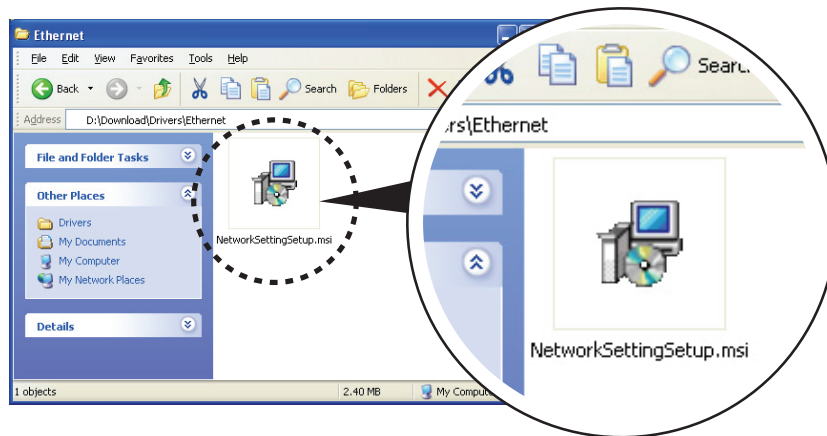 Ethernet
File Edit View Favorites Tools Help
Back Search Folders
Address D:\Download\Drivers\Ethernet
File and Folder Tasks
Other Places
Drivers
My Documents
My Computer
My Network Places
Details
NetworkSettingSetup.msi
1 objects 2.40 MB My Compute
Searc
rs\Ethernet
NetworkSettingSetup.msi